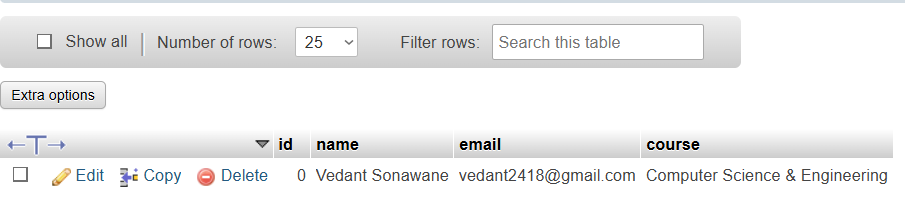 Show all Number of rows: 25 Filter rows: Search this table
Extra options
id name email course
Edit Copy Delete 0 Vedant Sonawane vedant2418@gmail.com Computer Science & Engineering